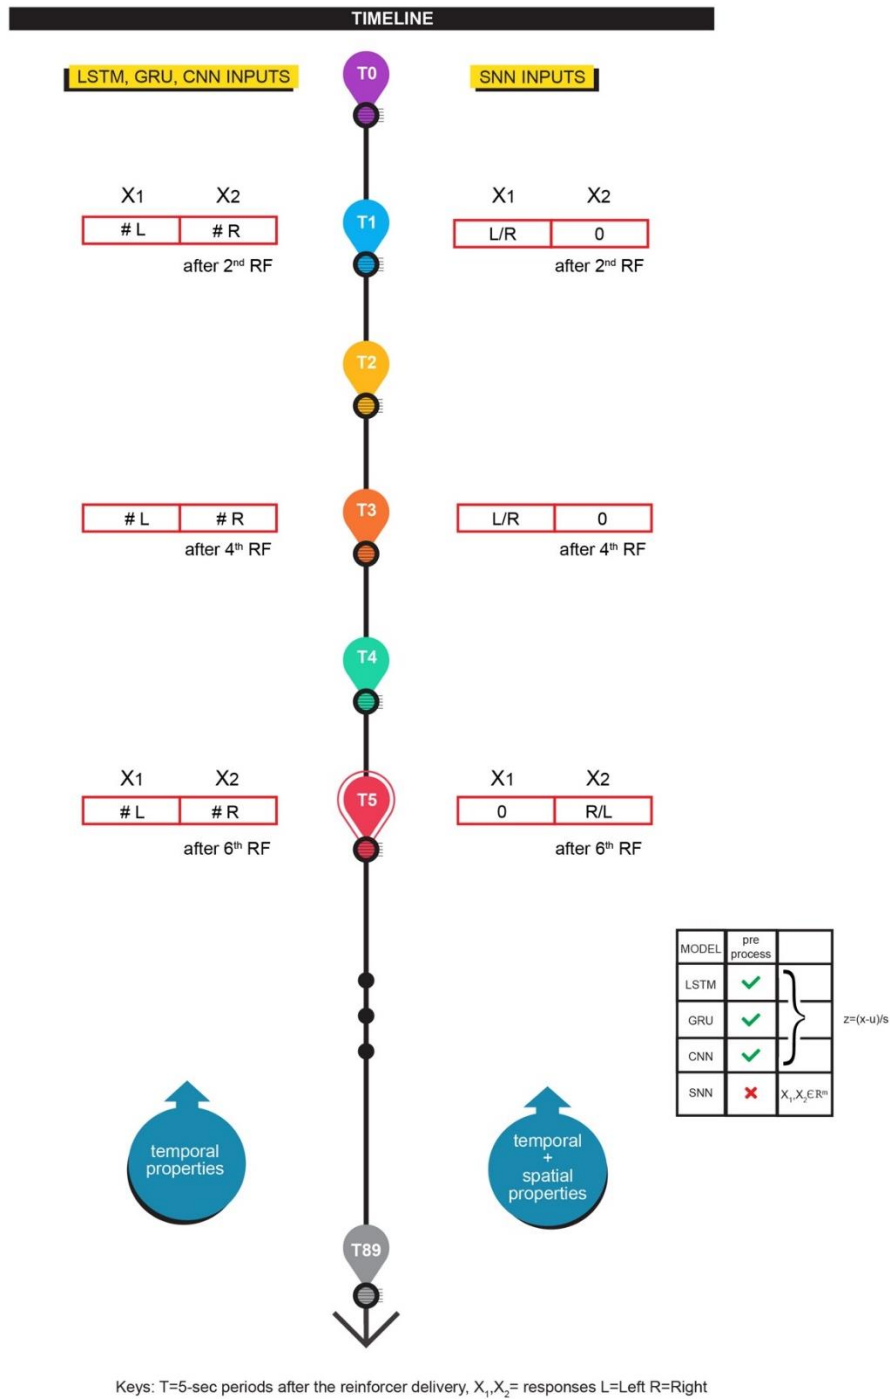 TIMELINE
LSTM, GRU, CNN INPUTS
T0
SNN INPUTS
X1 X2
# L # R
after 2nd RF
T1
X1 X2
L/R 0
after 2nd RF
T2
# L # R
after 4th RF
T3
L/R 0
after 4th RF
T4
X1 X2
# L # R
after 6th RF
T5
X1 X2
0 R/L
after 6th RF
MODEL pre process
LSTM ✓
GRU ✓
CNN ✓
z=(x-u)/s
SNN ✗ X₁,X₂ЄRᵐ
temporal
properties
temporal
+
spatial
properties
T89
Keys: T=5-sec periods after the reinforcer delivery, X₁,X₂= responses L=Left R=Right